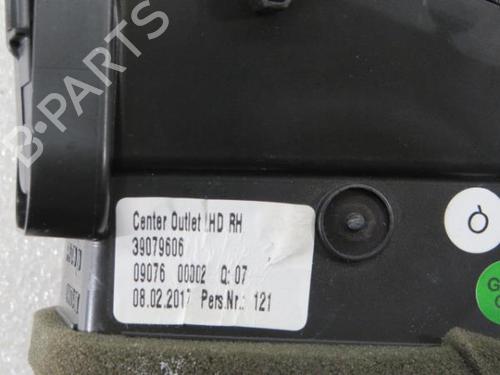 B-PARTS
Center Outlet LHD RH
39079606
09076 00002 Q: 07
08.02.2017 Pers.Nr.: 121
G